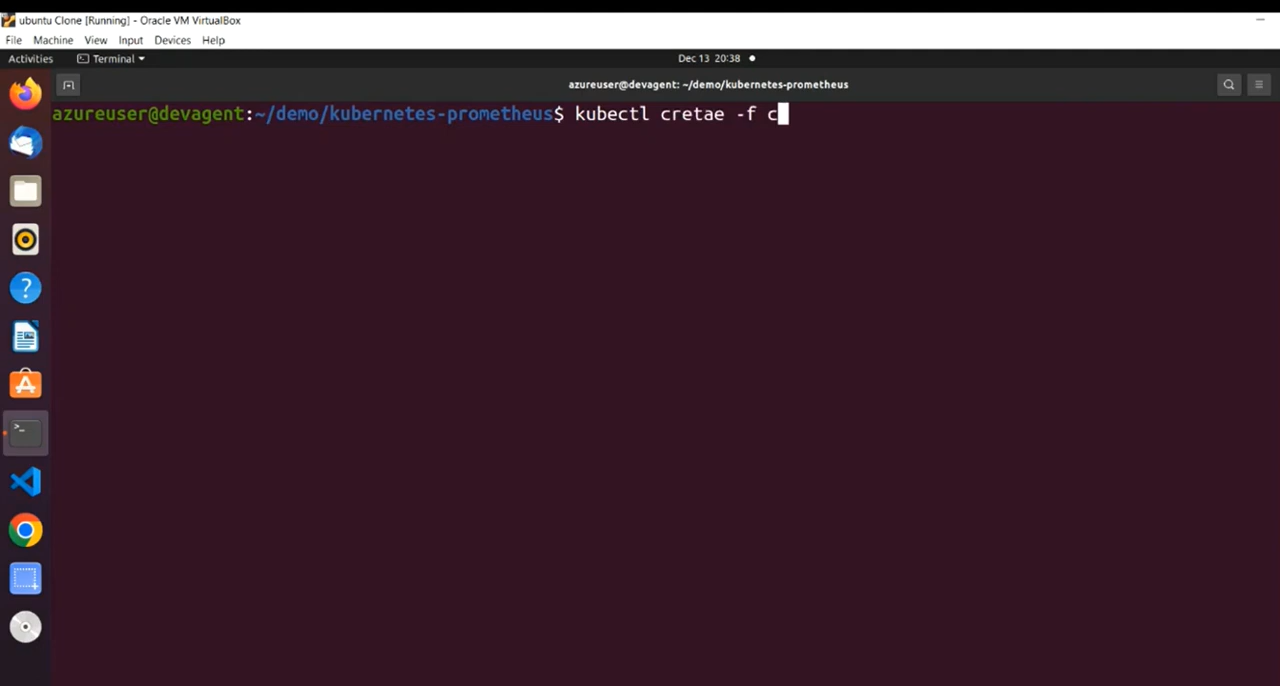 ubuntu Clone [Running] - Oracle VM VirtualBox
File Machine View Input Devices Help
Activities Terminal Dec 13 20:38
azureuser@devagent: ~/demo/kubernetes-prometheus
azureuser@devagent:~/demo/kubernetes-prometheus$ kubectl cretae -f c